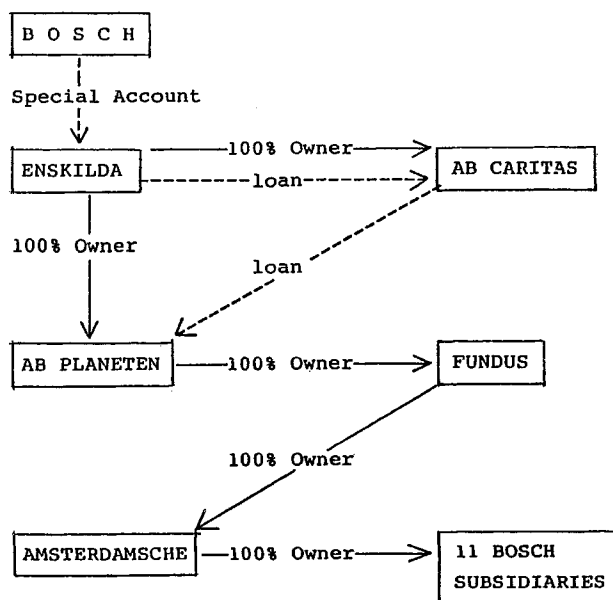 B O S C H
Special Account
100% Owner
ENSKILDA
AB CARITAS
loan
100% Owner
loan
AB PLANETEN
100% Owner
FUNDUS
100% Owner
AMSTERDAMSCHE
100% Owner
11 BOSCH
SUBSIDIARIES